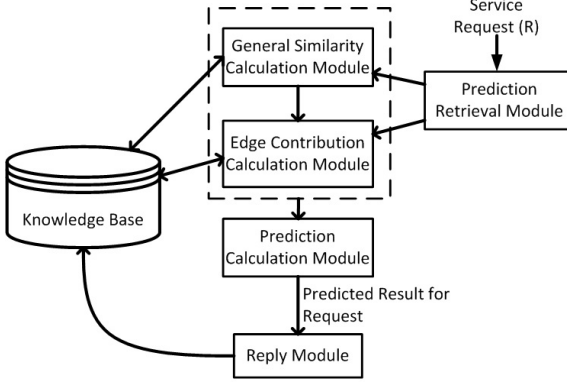 Service
Request (R)
General Similarity
Calculation Module
Prediction
Retrieval Module
Edge Contribution
Calculation Module
Knowledge Base
Prediction
Calculation Module
Predicted Result for
Request
Reply Module